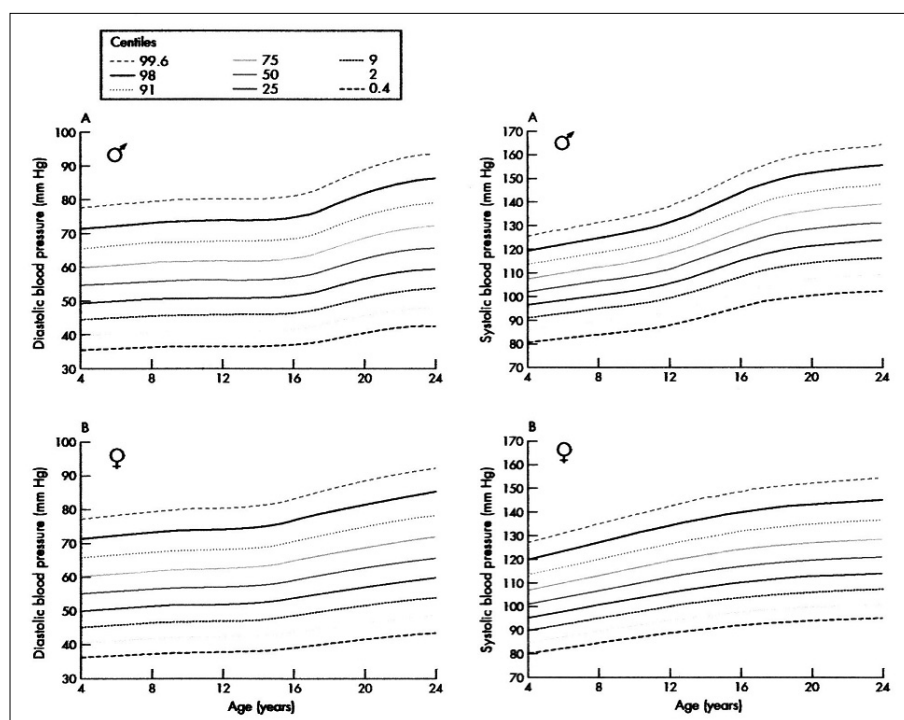 Centiles
99.6 75 9
98 50 2
91 25 0.4
A
♂
Diastolic blood pressure (mm Hg)
100
90
80
70
60
50
40
30
4 8 12 16 20 24
A
♂
Systolic blood pressure (mm Hg)
170
160
150
140
130
120
110
100
90
80
70
4 8 12 16 20 24
B
♀
Diastolic blood pressure (mm Hg)
100
90
80
70
60
50
40
30
4 8 12 16 20 24
Age (years)
B
♀
Systolic blood pressure (mm Hg)
170
160
150
140
130
120
110
100
90
80
70
4 8 12 16 20 24
Age (years)